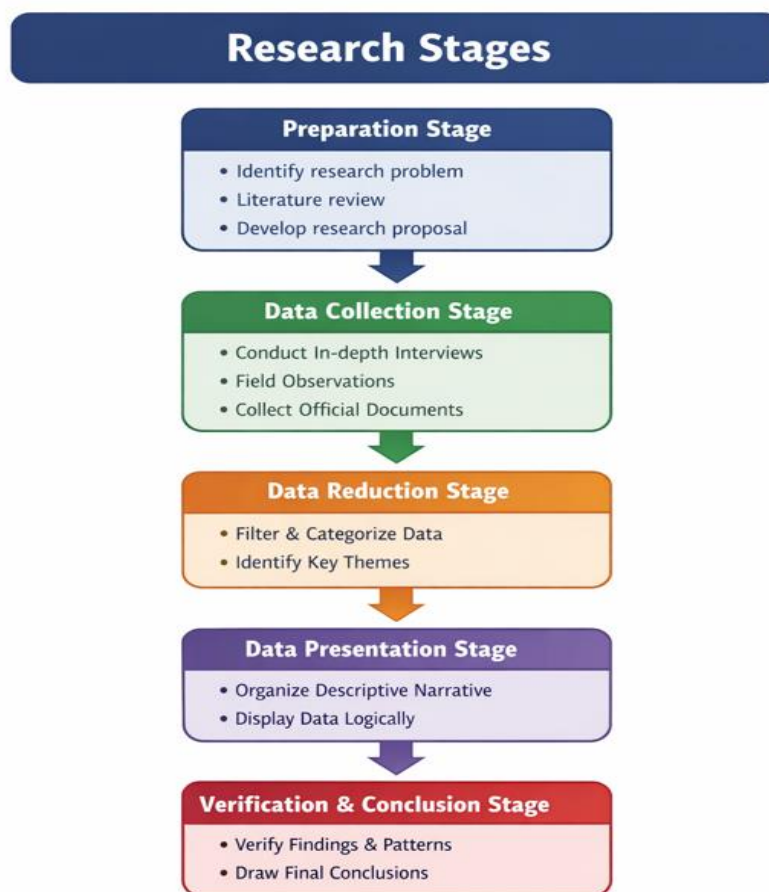 Research Stages
Preparation Stage
• Identify research problem
• Literature review
• Develop research proposal
Data Collection Stage
• Conduct In-depth Interviews
• Field Observations
• Collect Official Documents
Data Reduction Stage
• Filter & Categorize Data
• Identify Key Themes
Data Presentation Stage
• Organize Descriptive Narrative
• Display Data Logically
Verification & Conclusion Stage
• Verify Findings & Patterns
• Draw Final Conclusions